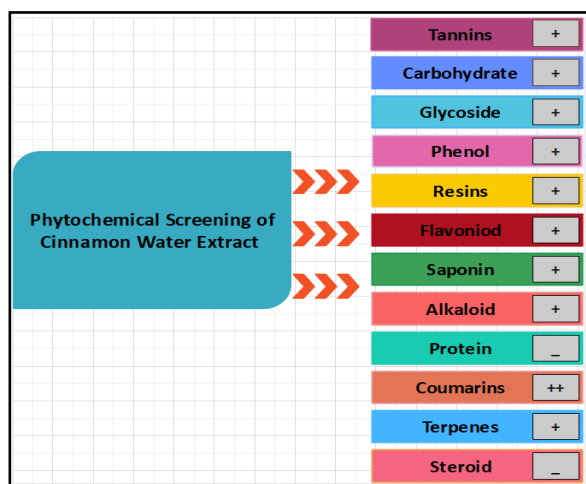 Phytochemical Screening of
Cinnamon Water Extract
Tannins +
Carbohydrate +
Glycoside +
Phenol +
Resins +
Flavoniod +
Saponin +
Alkaloid +
Protein _
Coumarins ++
Terpenes +
Steroid _